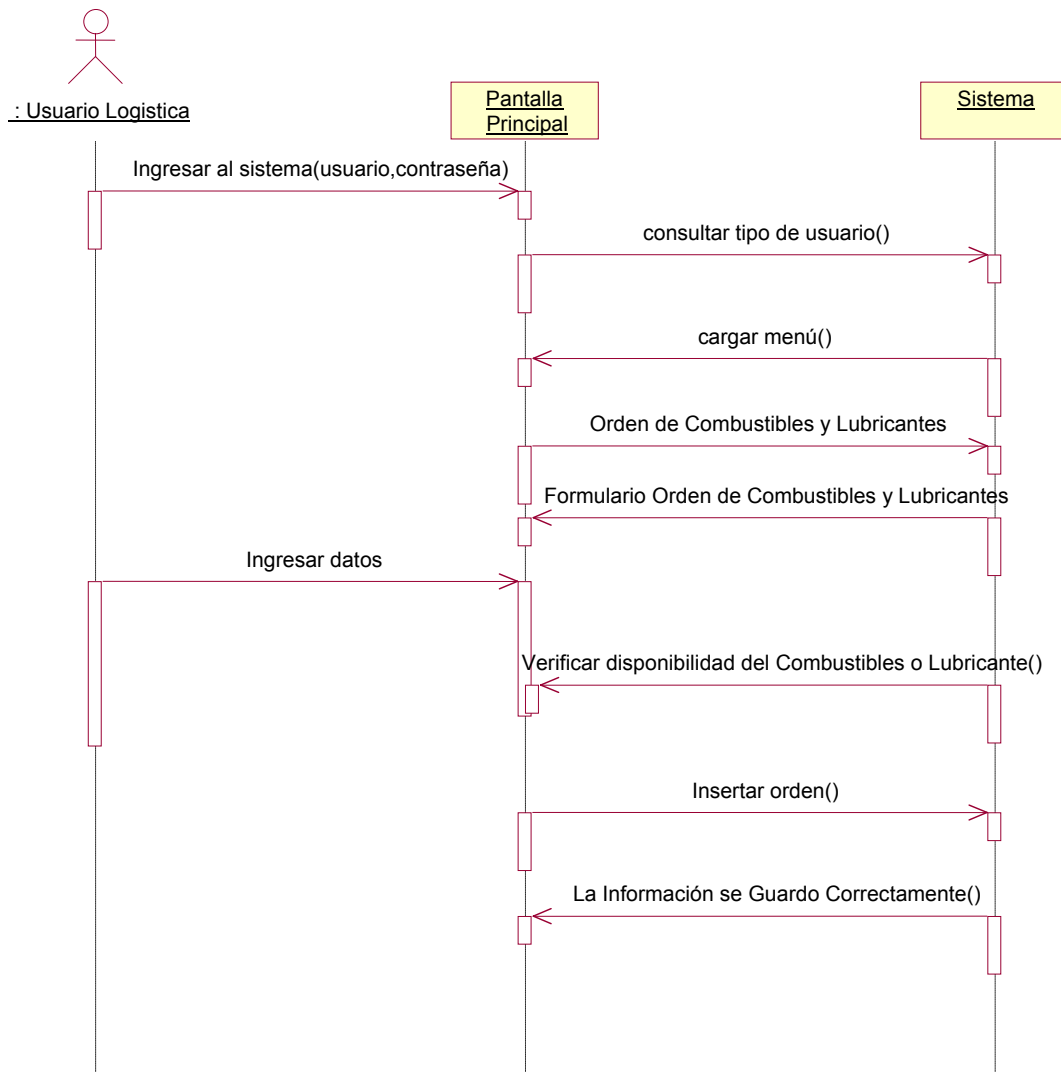 : Usuario Logistica
Pantalla
Principal
Sistema
Ingresar al sistema(usuario,contraseña)
consultar tipo de usuario()
cargar menú()
Orden de Combustibles y Lubricantes
Formulario Orden de Combustibles y Lubricantes
Ingresar datos
Verificar disponibilidad del Combustibles o Lubricante()
Insertar orden()
La Información se Guardo Correctamente()